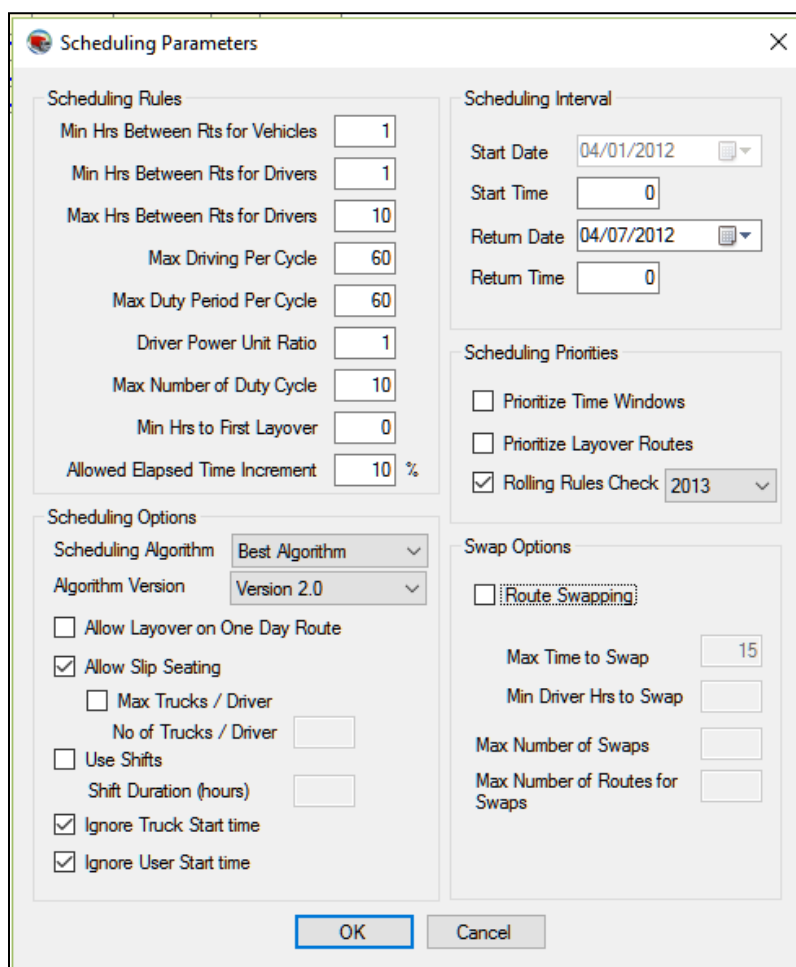 Scheduling Parameters
Scheduling Rules
Min Hrs Between Rts for Vehicles 1
Min Hrs Between Rts for Drivers 1
Max Hrs Between Rts for Drivers 10
Max Driving Per Cycle 60
Max Duty Period Per Cycle 60
Driver Power Unit Ratio 1
Max Number of Duty Cycle 10
Min Hrs to First Layover 0
Allowed Elapsed Time Increment 10 %
Scheduling Options
Scheduling Algorithm Best Algorithm
Algorithm Version Version 2.0
Allow Layover on One Day Route
Allow Slip Seating
Max Trucks / Driver
No of Trucks / Driver
Use Shifts
Shift Duration (hours)
Ignore Truck Start time
Ignore User Start time
Scheduling Interval
Start Date 04/01/2012
Start Time 0
Return Date 04/07/2012
Return Time 0
Scheduling Priorities
Prioritize Time Windows
Prioritize Layover Routes
Rolling Rules Check 2013
Swap Options
Route Swapping
Max Time to Swap 15
Min Driver Hrs to Swap
Max Number of Swaps
Max Number of Routes for
Swaps
OK Cancel